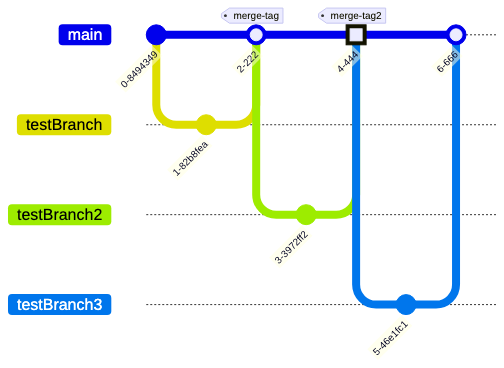 merge-tag
merge-tag2
main
0-8494349
2-222
4-444
6-666
testBranch
1-82b8fea
testBranch2
3-3972ff2
testBranch3
5-46e1fc1